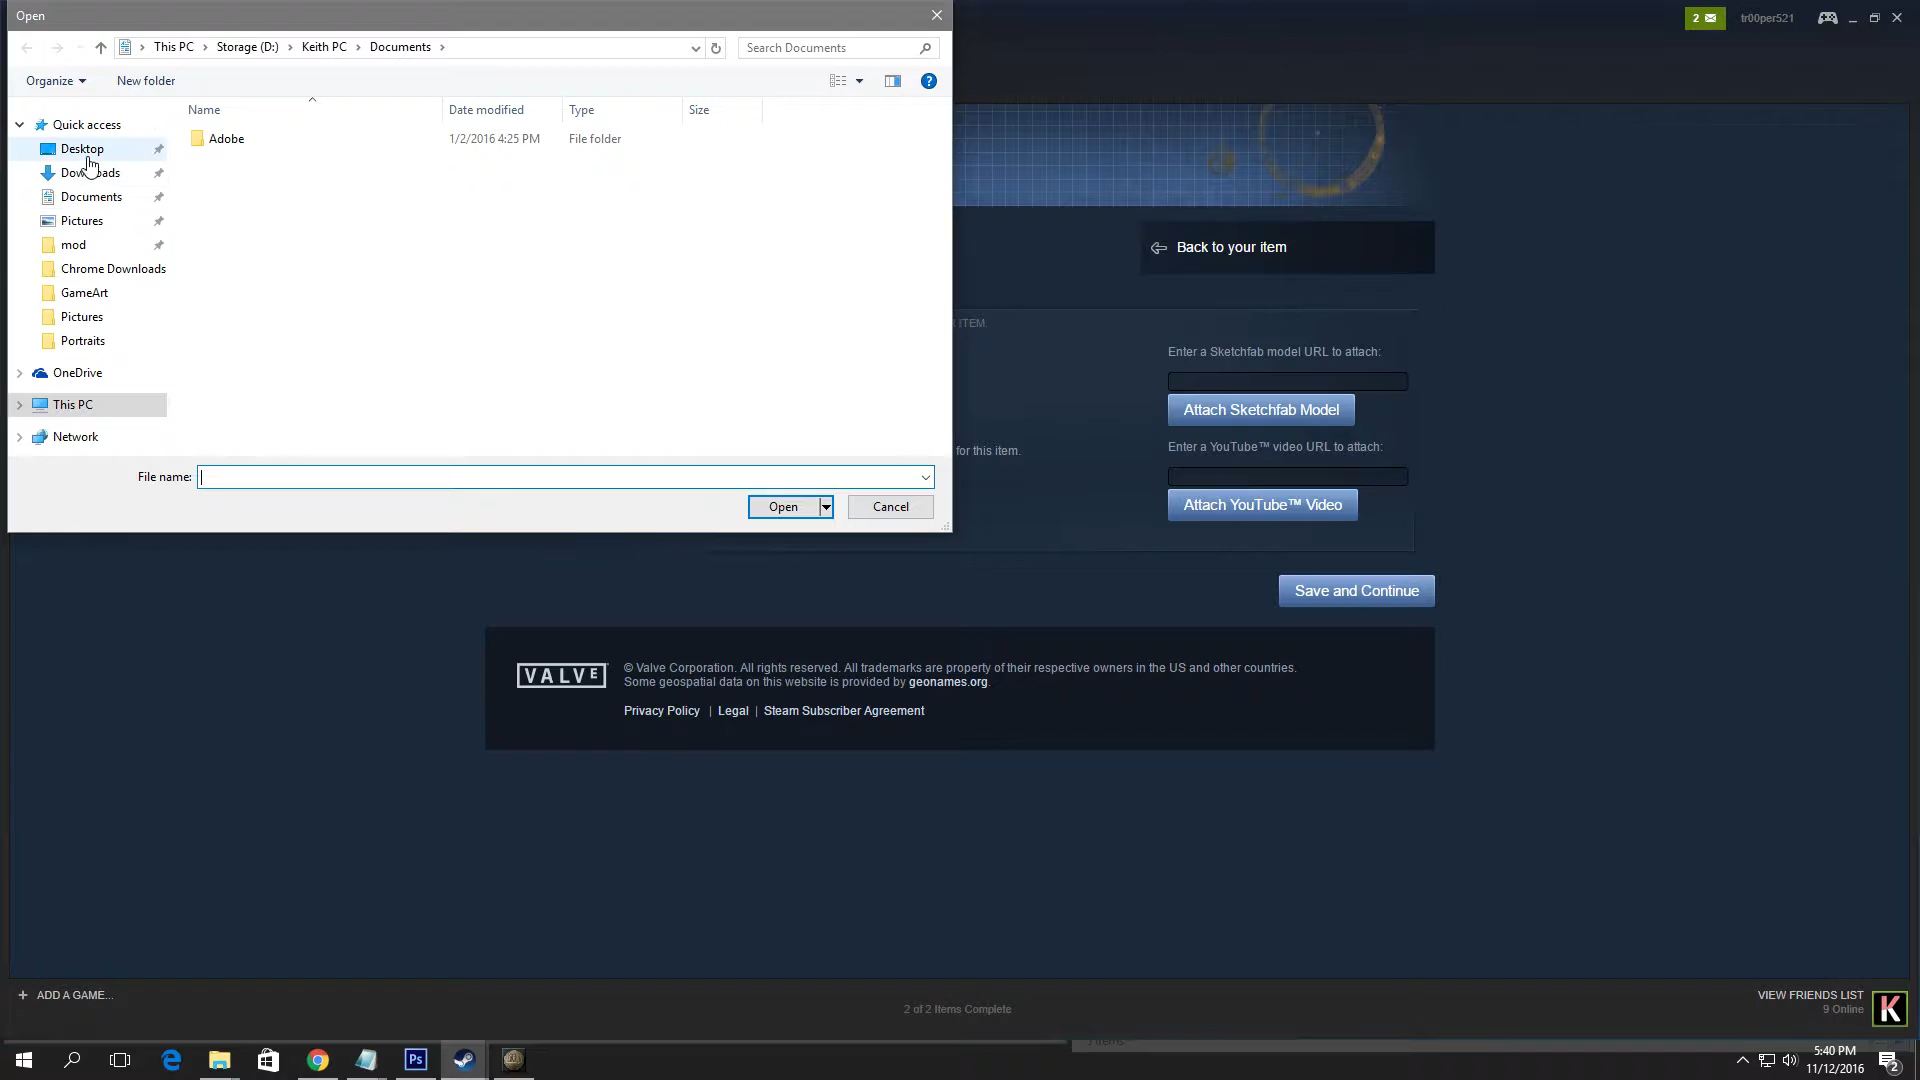 Open
This PC > Storage (D:) > Keith PC > Documents >
Search Documents
Organize
New folder
Name
Date modified
Type
Size
Quick access
Desktop
Downloads
Documents
Pictures
mod
Chrome Downloads
GameArt
Pictures
Portraits
OneDrive
This PC
Network
Adobe
1/2/2016 4:25 PM
File folder
File name:
Open
Cancel
2
tr00per521
Back to your item
ITEM
Enter a Sketchfab model URL to attach:
Attach Sketchfab Model
Enter a YouTube™ video URL to attach:
for this item.
Attach YouTube™ Video
Save and Continue
VALVE
© Valve Corporation. All rights reserved. All trademarks are property of their respective owners in the US and other countries.
Some geospatial data on this website is provided by geonames.org.
Privacy Policy | Legal | Steam Subscriber Agreement
+ ADD A GAME...
2 of 2 Items Complete
VIEW FRIENDS LIST
9 Online
K
Ps
5:40 PM
11/12/2016
2